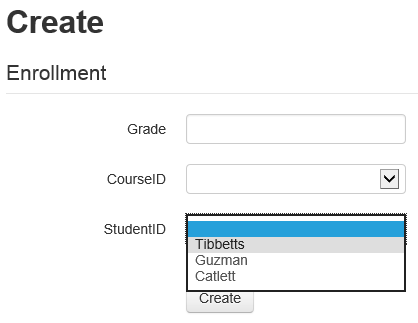 Create
Enrollment
Grade
CourseID
StudentID
Tibbetts
Guzman
Catlett
Create